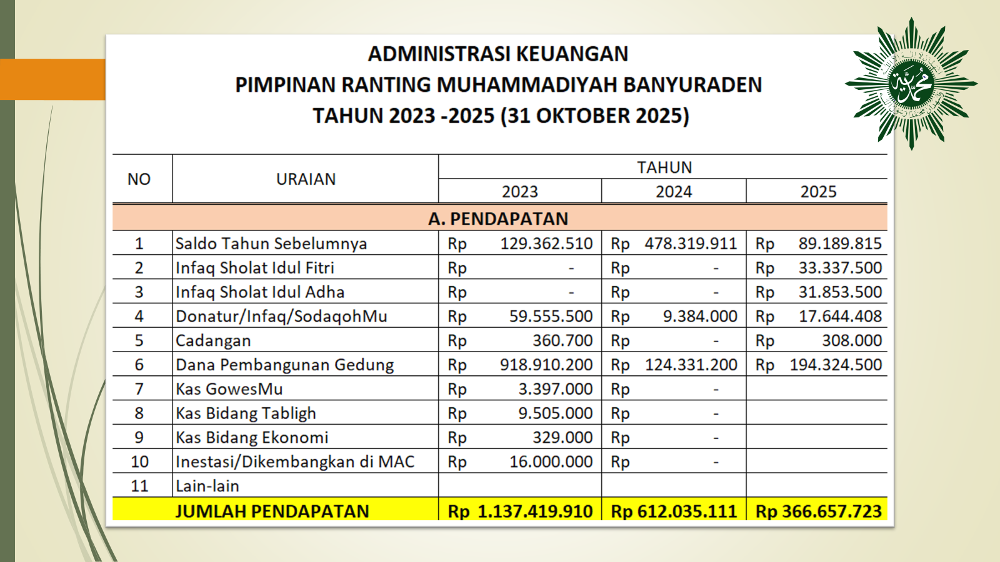 ADMINISTRASI KEUANGAN
PIMPINAN RANTING MUHAMMADIYAH BANYURADEN
TAHUN 2023 -2025 (31 OKTOBER 2025)
NO URAIAN TAHUN
2023 2024 2025
A. PENDAPATAN
1 Saldo Tahun Sebelumnya Rp 129.362.510 Rp 478.319.911 Rp 89.189.815
2 Infaq Sholat Idul Fitri Rp - Rp - Rp 33.337.500
3 Infaq Sholat Idul Adha Rp - Rp - Rp 31.853.500
4 Donatur/Infaq/SodaqohMu Rp 59.555.500 Rp 9.384.000 Rp 17.644.408
5 Cadangan Rp 360.700 Rp - Rp 308.000
6 Dana Pembangunan Gedung Rp 918.910.200 Rp 124.331.200 Rp 194.324.500
7 Kas GowesMu Rp 3.397.000 Rp -
8 Kas Bidang Tabligh Rp 9.505.000 Rp -
9 Kas Bidang Ekonomi Rp 329.000 Rp -
10 Inestasi/Dikembangkan di MAC Rp 16.000.000 Rp -
11 Lain-lain
JUMLAH PENDAPATAN Rp 1.137.419.910 Rp 612.035.111 Rp 366.657.723